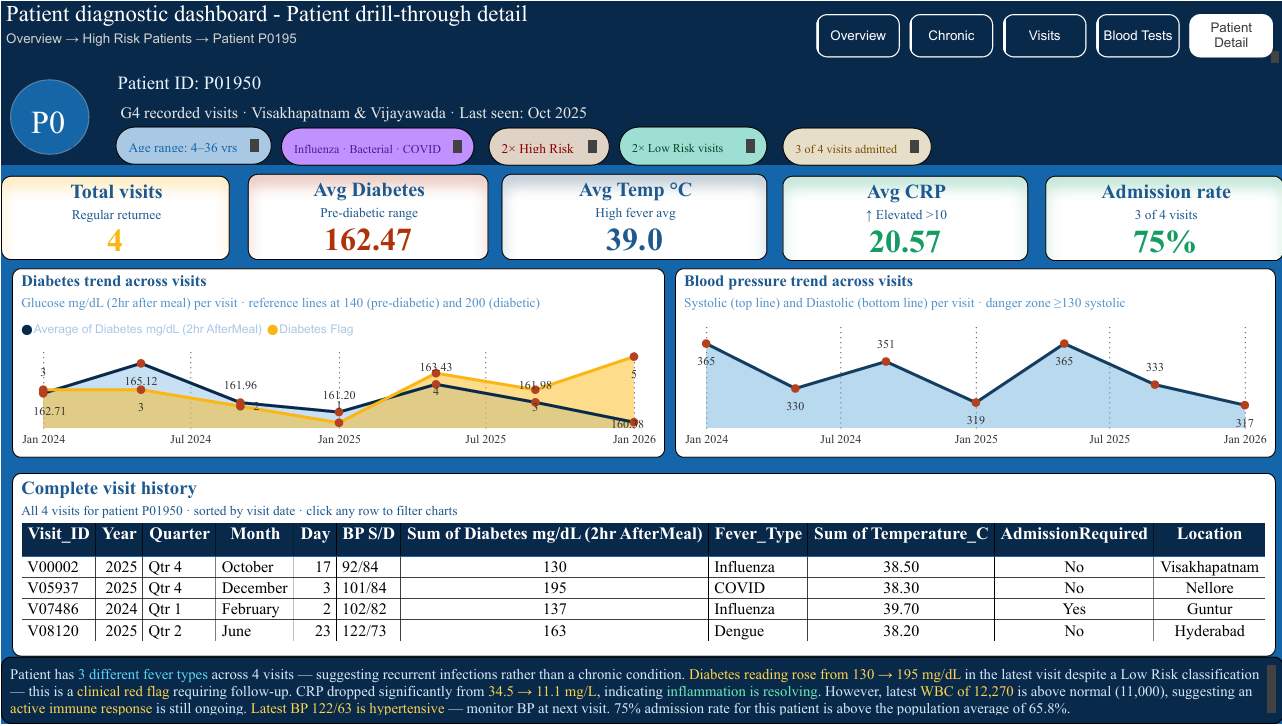 Patient diagnostic dashboard - Patient drill-through detail
Overview → High Risk Patients → Patient P0195
Overview
Chronic
Visits
Blood Tests
Patient Detail
P0
Patient ID: P01950
G4 recorded visits · Visakhapatnam & Vijayawada · Last seen: Oct 2025
Age range: 4–36 yrs
Influenza · Bacterial · COVID
2× High Risk
2× Low Risk visits
3 of 4 visits admitted
Total visits
Regular returnee
4
Avg Diabetes
Pre-diabetic range
162.47
Avg Temp °C
High fever avg
39.0
Avg CRP
↑ Elevated >10
20.57
Admission rate
3 of 4 visits
75%
Diabetes trend across visits
Glucose mg/dL (2hr after meal) per visit · reference lines at 140 (pre-diabetic) and 200 (diabetic)
Average of Diabetes mg/dL (2hr AfterMeal) Diabetes Flag
3
162.71
165.12
3
161.96
2
161.20
1
163.43
4
161.98
3
5
Jan 2024 Jul 2024 Jan 2025 Jul 2025 Jan 2026
Blood pressure trend across visits
Systolic (top line) and Diastolic (bottom line) per visit · danger zone ≥130 systolic
365
330
351
319
365
333
317
Jan 2024 Jul 2024 Jan 2025 Jul 2025 Jan 2026
Complete visit history
All 4 visits for patient P01950 · sorted by visit date · click any row to filter charts
Visit_ID Year Quarter Month Day BP S/D Sum of Diabetes mg/dL (2hr AfterMeal) Fever_Type Sum of Temperature_C AdmissionRequired Location
V00002 2025 Qtr 4 October 17 92/84 130 Influenza 38.50 No Visakhapatnam
V05937 2025 Qtr 4 December 3 101/84 195 COVID 38.30 No Nellore
V07486 2024 Qtr 1 February 2 102/82 137 Influenza 39.70 Yes Guntur
V08120 2025 Qtr 2 June 23 122/73 163 Dengue 38.20 No Hyderabad
Patient has 3 different fever types across 4 visits — suggesting recurrent infections rather than a chronic condition. Diabetes reading rose from 130 → 195 mg/dL in the latest visit despite a Low Risk classification
— this is a clinical red flag requiring follow-up. CRP dropped significantly from 34.5 → 11.1 mg/L, indicating inflammation is resolving. However, latest WBC of 12,270 is above normal (11,000), suggesting an
active immune response is still ongoing. Latest BP 122/63 is hypertensive — monitor BP at next visit. 75% admission rate for this patient is above the population average of 65.8%.